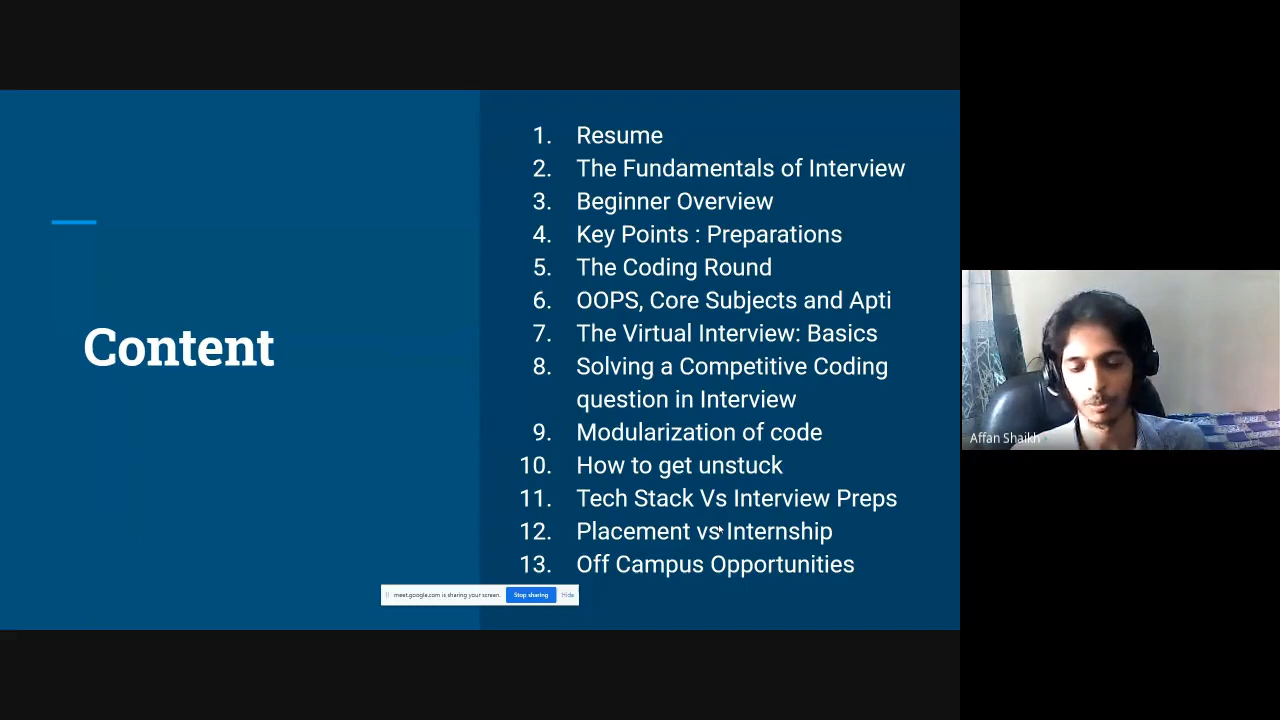 Content
1. Resume
2. The Fundamentals of Interview
3. Beginner Overview
4. Key Points : Preparations
5. The Coding Round
6. OOPS, Core Subjects and Apti
7. The Virtual Interview: Basics
8. Solving a Competitive Coding
question in Interview
9. Modularization of code
10. How to get unstuck
11. Tech Stack Vs Interview Preps
12. Placement vs Internship
13. Off Campus Opportunities
meet.google.com is sharing your screen. Stop sharing Hide
Affan Shaikh